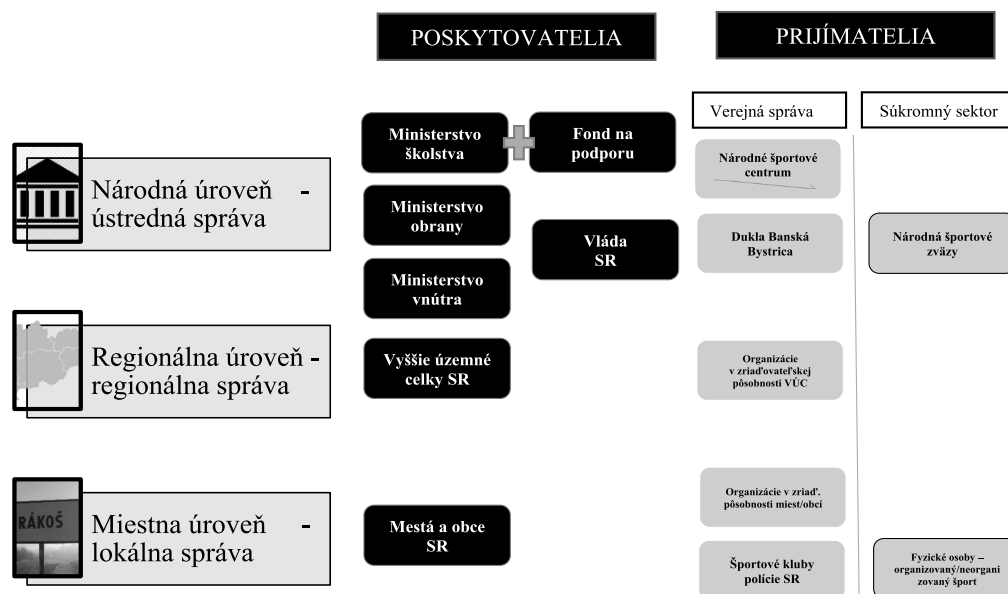 POSKYTOVATELIA
PRIJÍMATELIA
Verejná správa
Súkromný sektor
Národná úroveň -
ústredná správa
Ministerstvo
školstva
Fond na
podporu
Národné športové
centrum
Ministerstvo
obrany
Vláda
SR
Dukla Banská
Bystrica
Národná športové
zväzy
Ministerstvo
vnútra
Regionálna úroveň -
regionálna správa
Vyššie územné
celky SR
Organizácie
v zriaďovateľskej
pôsobnosti VÚC
RÁKOŠ
Miestna úroveň -
lokálna správa
Mestá a obce
SR
Organizácie v zriaď.
pôsobnosti miest/obcí
Športové kluby
polície SR
Fyzické osoby –
organizovaný/neorgani
zovaný šport